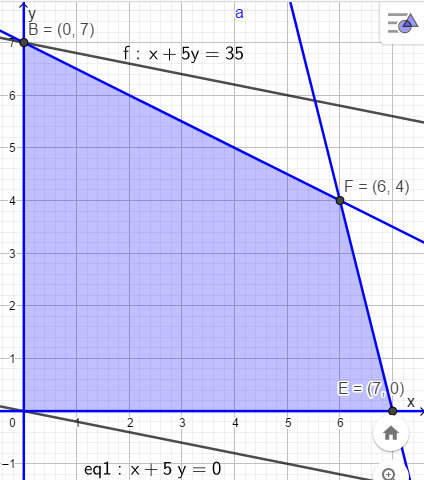 y
a
B = (0, 7)
f : x + 5y = 35
7
6
5
F = (6, 4)
4
3
2
1
E = (7, 0)
x
0
1
2
3
4
5
6
−1
eq1 : x + 5 y = 0